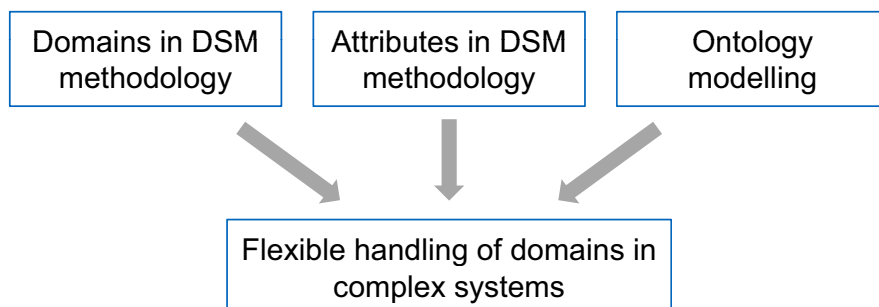 Domains in DSM
methodology
Attributes in DSM
methodology
Ontology
modelling
Flexible handling of domains in
complex systems